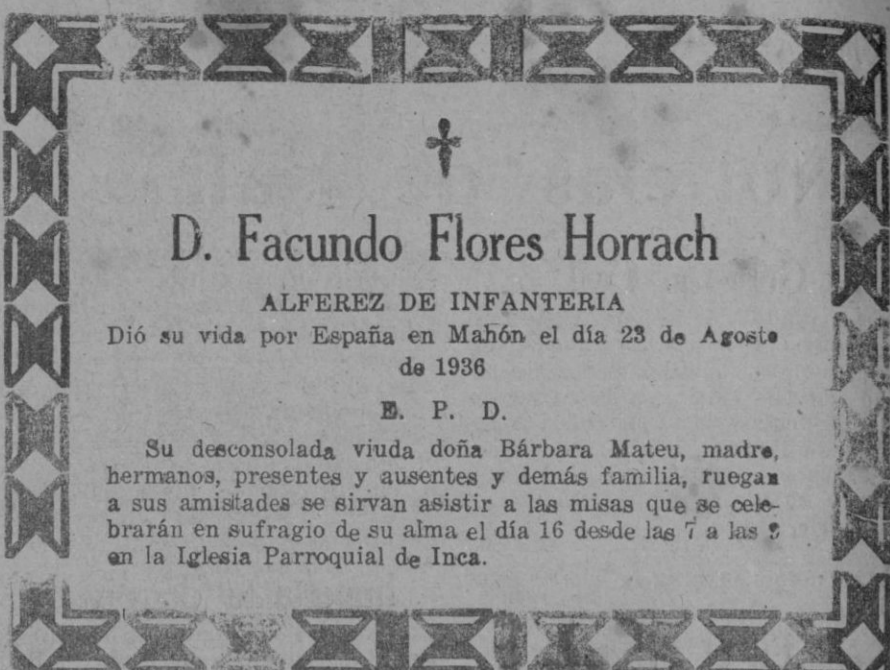 D. Facundo Flores Horrach
ALFEREZ DE INFANTERIA
Dió su vida por España en Mahón el día 23 de Agosto
de 1936
E. P. D.
Su desconsolada viuda doña Bárbara Mateu, madre,
hermanos, presentes y ausentes y demás familia, ruegan
a sus amistades se sirvan asistir a las misas que se cele-
brarán en sufragio de su alma el día 16 desde las 7 a las
en la Iglesia Parroquial de Inca.